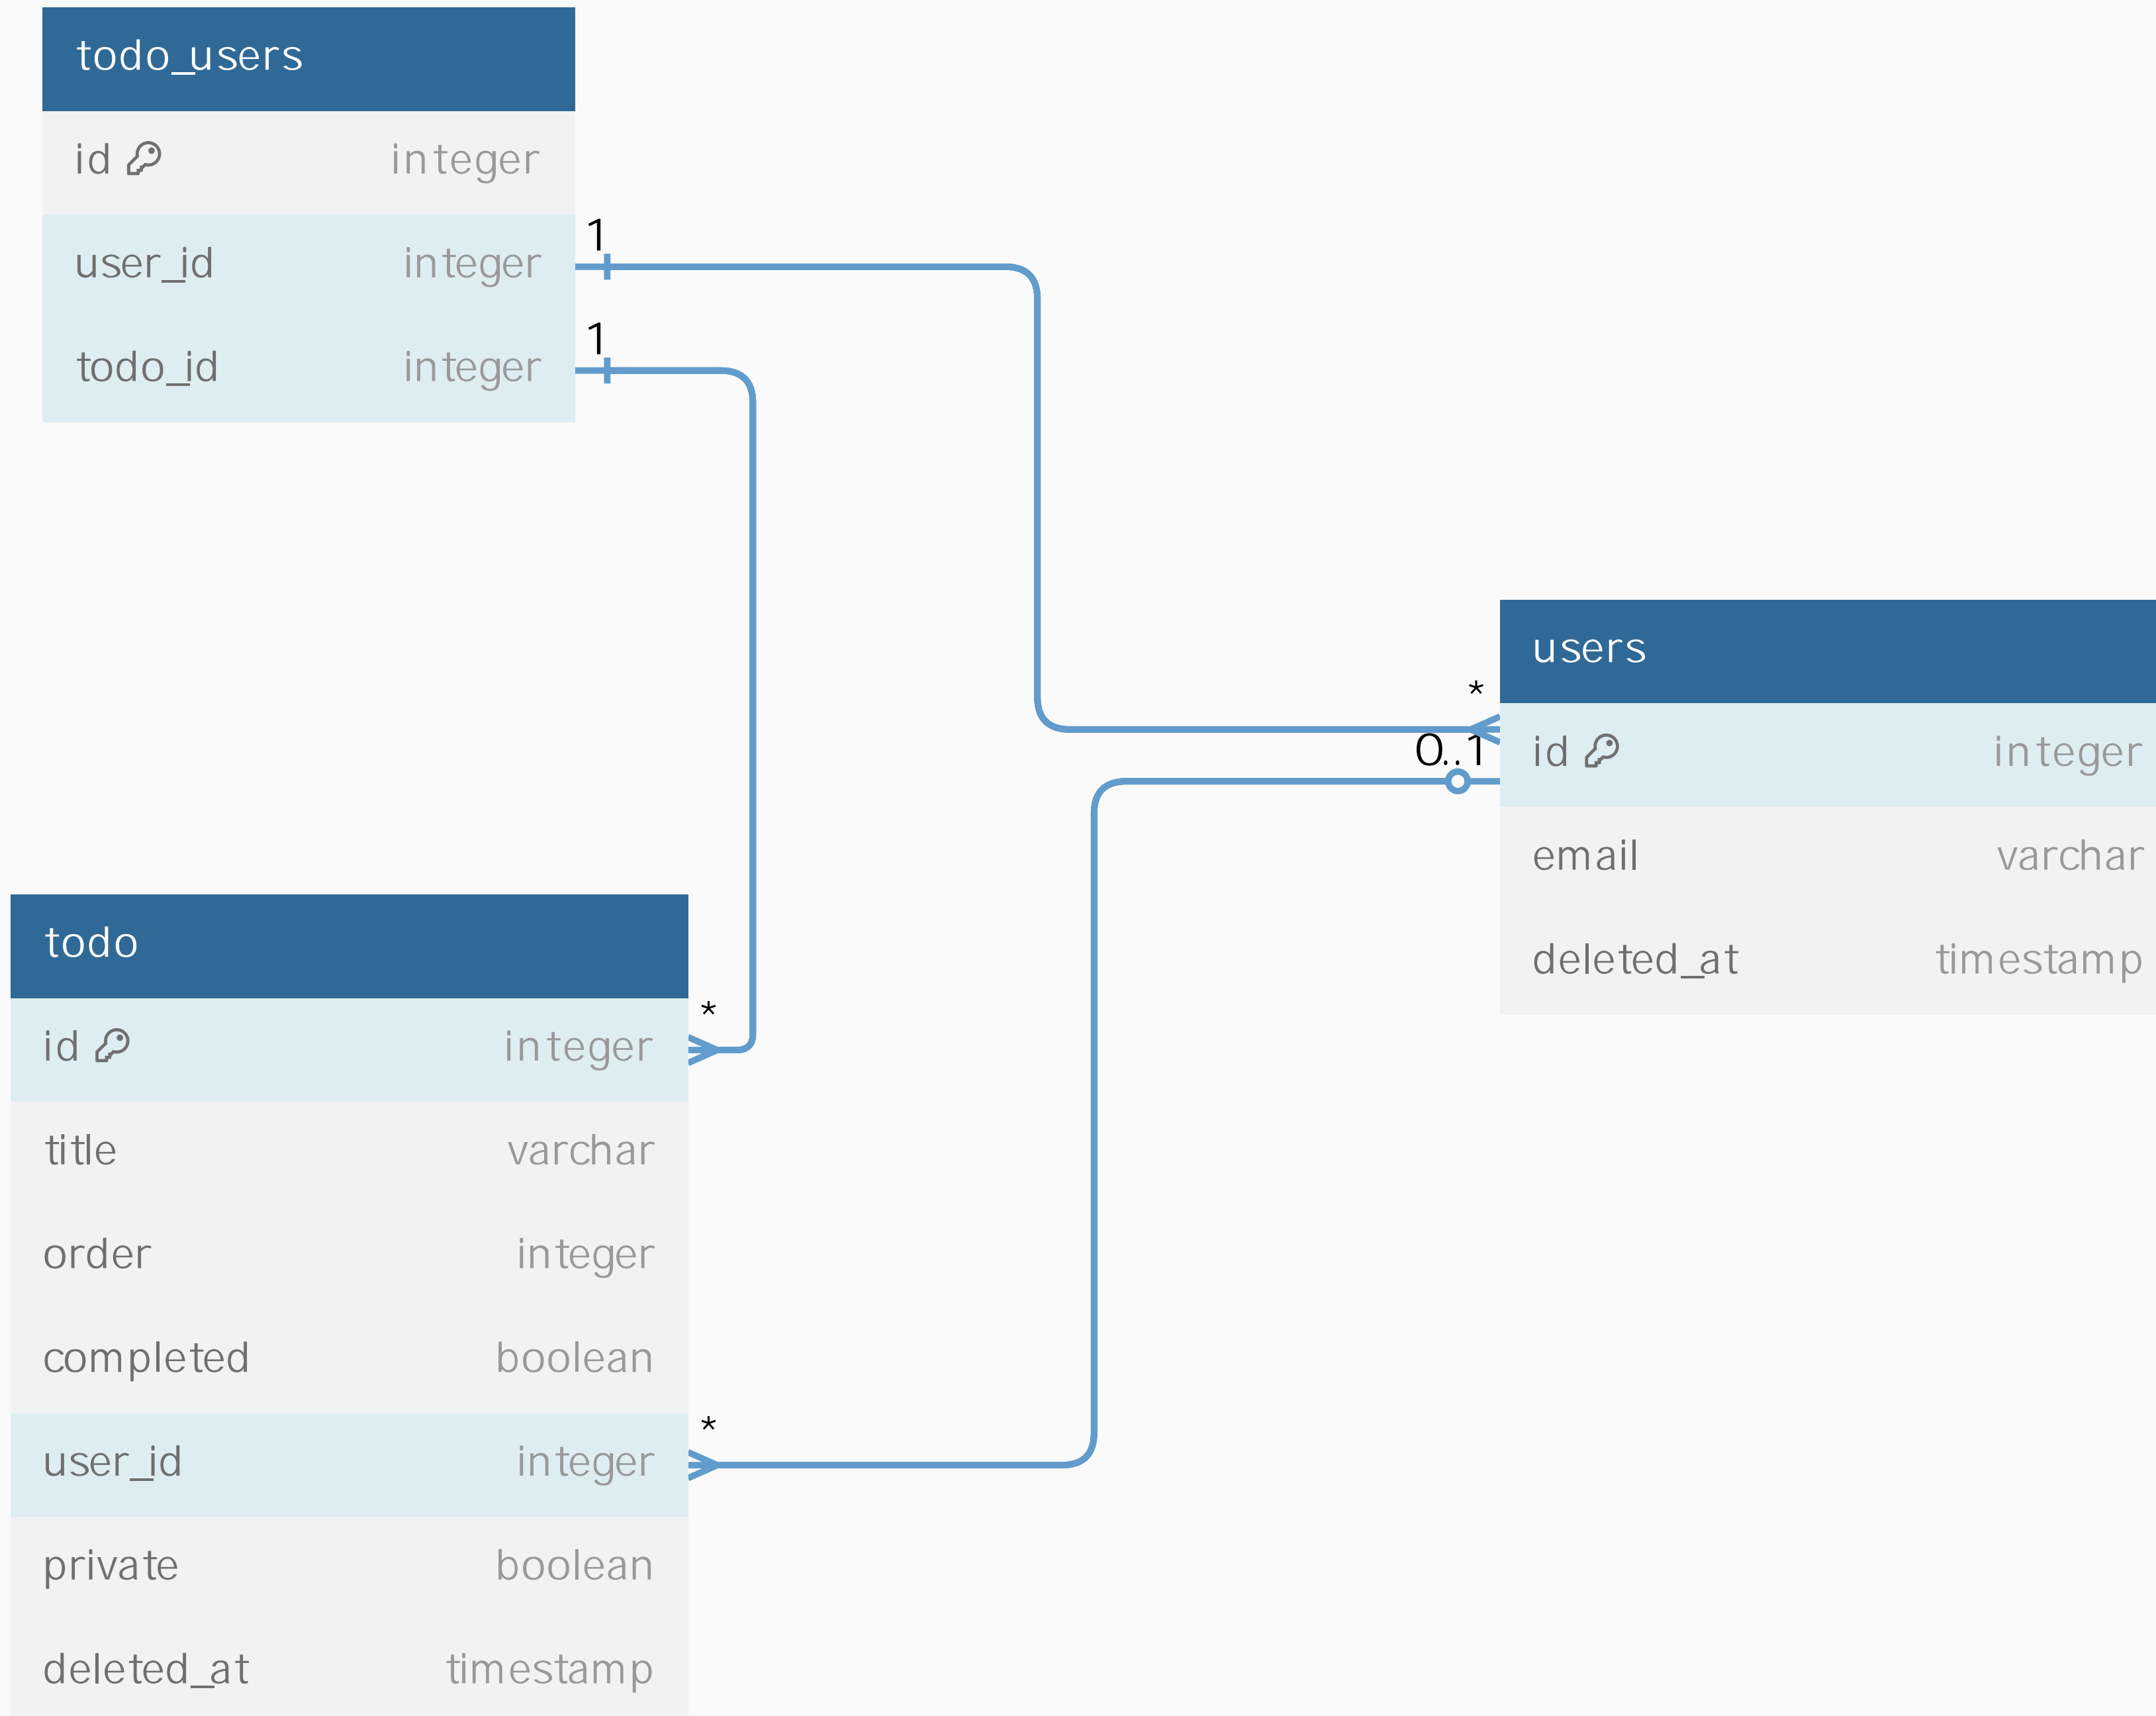 todo_users
id integer
user_id integer
1
todo_id integer
1
users
*
id integer
0..1
email varchar
deleted_at timestamp
todo
*
id integer
title varchar
order integer
completed boolean
*
user_id integer
private boolean
deleted_at timestamp